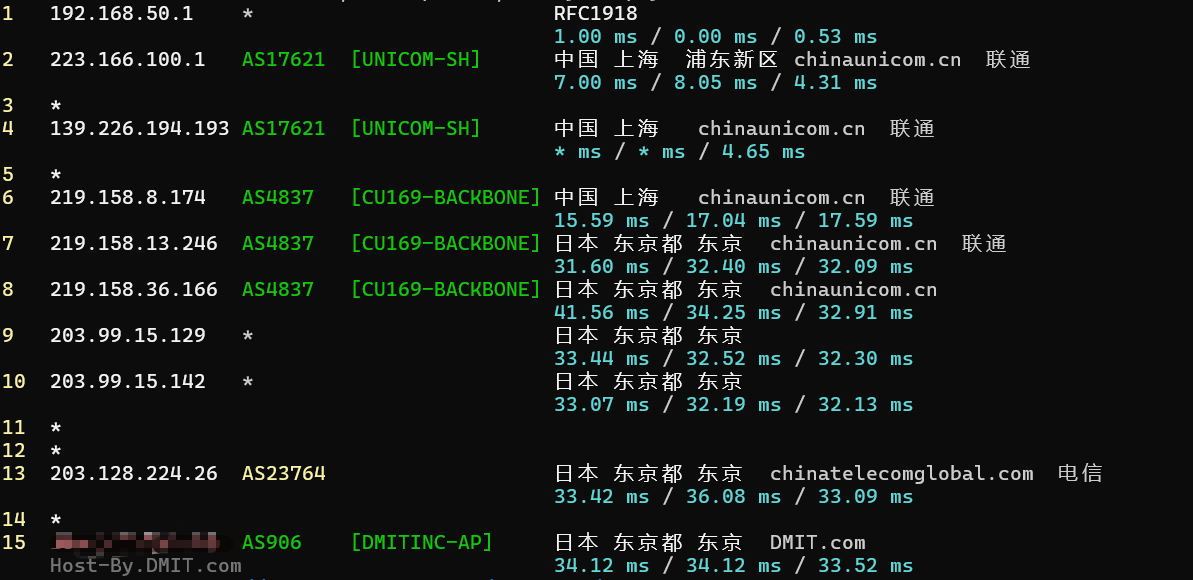 1 192.168.50.1 * RFC1918
1.00 ms / 0.00 ms / 0.53 ms
2 223.166.100.1 AS17621 [UNICOM-SH] 中国 上海 浦东新区 chinaunicom.cn 联通
7.00 ms / 8.05 ms / 4.31 ms
3 *
4 139.226.194.193 AS17621 [UNICOM-SH] 中国 上海 chinaunicom.cn 联通
* ms / * ms / 4.65 ms
5 *
6 219.158.8.174 AS4837 [CU169-BACKBONE] 中国 上海 chinaunicom.cn 联通
15.59 ms / 17.04 ms / 17.59 ms
7 219.158.13.246 AS4837 [CU169-BACKBONE] 日本 东京都 东京 chinaunicom.cn 联通
31.60 ms / 32.40 ms / 32.09 ms
8 219.158.36.166 AS4837 [CU169-BACKBONE] 日本 东京都 东京 chinaunicom.cn
41.56 ms / 34.25 ms / 32.91 ms
9 203.99.15.129 * 日本 东京都 东京
33.44 ms / 32.52 ms / 32.30 ms
10 203.99.15.142 * 日本 东京都 东京
33.07 ms / 32.19 ms / 32.13 ms
11 *
12 *
13 203.128.224.26 AS23764 日本 东京都 东京 chinatelecomglobal.com 电信
33.42 ms / 36.08 ms / 33.09 ms
14 *
15 AS906 [DMITINC-AP] 日本 东京都 东京 DMIT.com
Host-By.DMIT.com 34.12 ms / 34.12 ms / 33.52 ms